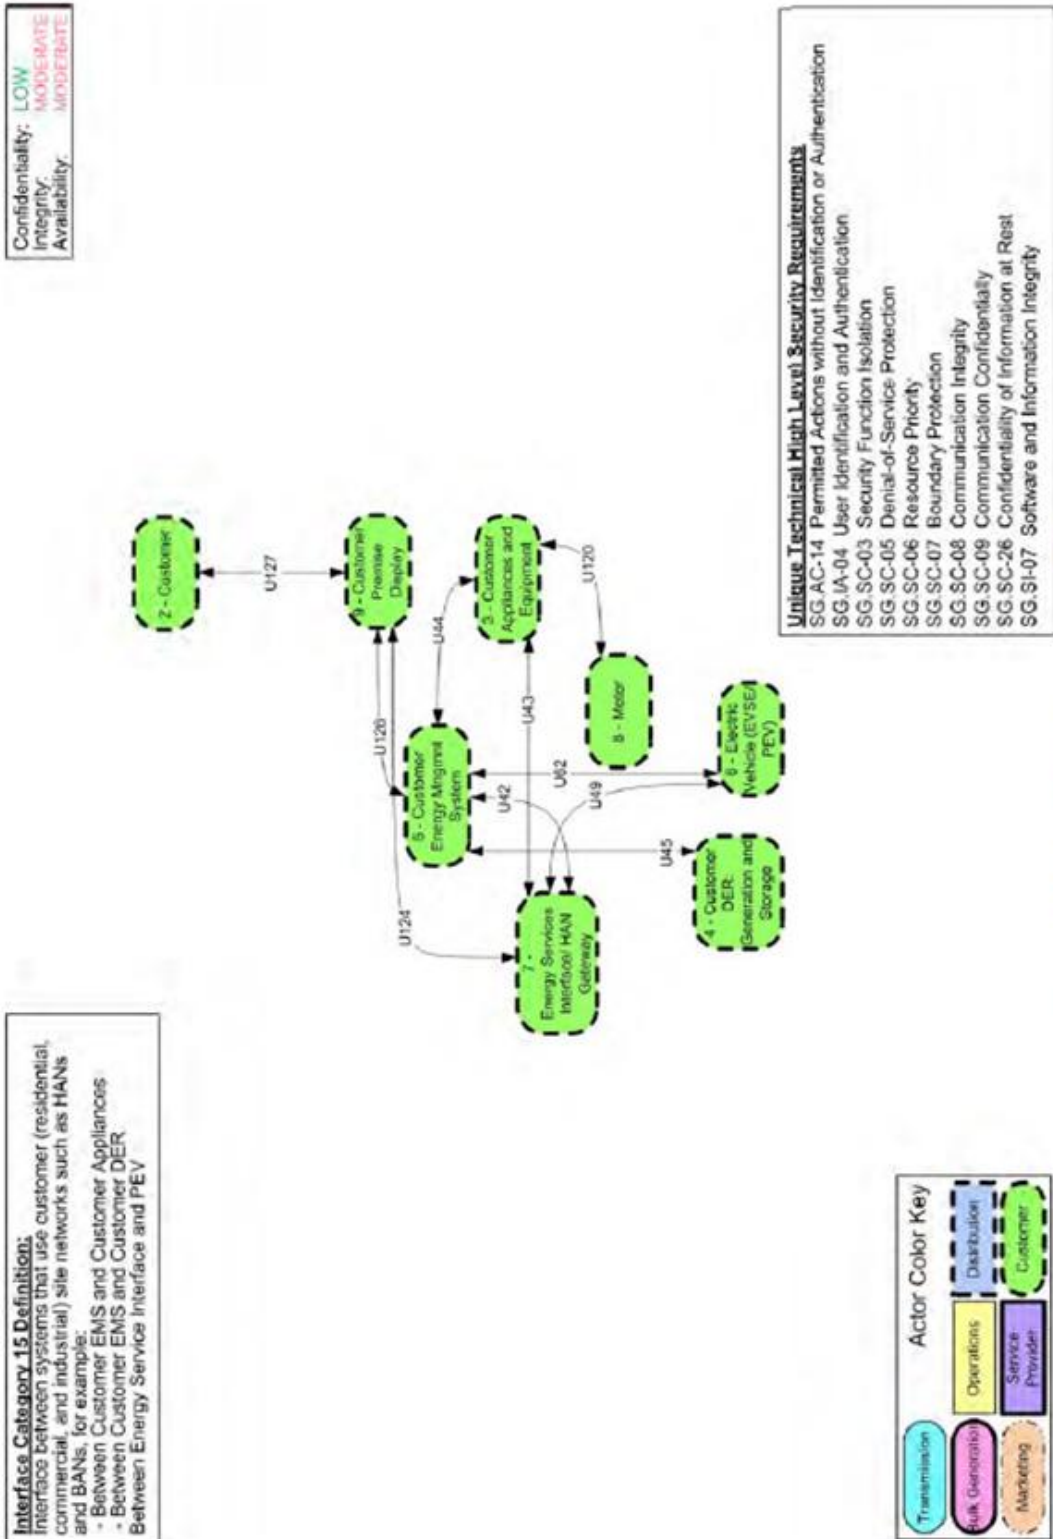 Interface Category 15 Definition:
Interface between systems that use customer (residential,
commercial, and industrial) site networks such as HANs
and BANs, for example:
- Between Customer EMS and Customer Appliances
- Between Customer EMS and Customer DER
Between Energy Service Interface and PEV
Confidentiality: LOW
Integrity: MODERATE
Availability: MODERATE
2 - Customer
U127
9 - Customer
Premise
Display
U126
U124
U44
5 - Customer
Energy Mngmnt
System
3 - Customer
Appliances and
Equipment
U43
U120
U42
U62
U49
U45
7 -
Energy Services
Interface/ HAN
Gateway
8 - Meter
4 - Customer
DER:
Generation and
Storage
6 - Electric
Vehicle (EVSE/
PEV)
Actor Color Key
Transmission
Bulk Generation
Operations
Distribution
Marketing
Service
Provider
Customer
Unique Technical High Level Security Requirements
SG.AC-14 Permitted Actions without Identification or Authentication
SG.IA-04 User Identification and Authentication
SG.SC-03 Security Function Isolation
SG.SC-05 Denial-of-Service Protection
SG.SC-06 Resource Priority
SG.SC-07 Boundary Protection
SG.SC-08 Communication Integrity
SG.SC-09 Communication Confidentially
SG.SC-26 Confidentiality of Information at Rest
SG.SI-07 Software and Information Integrity